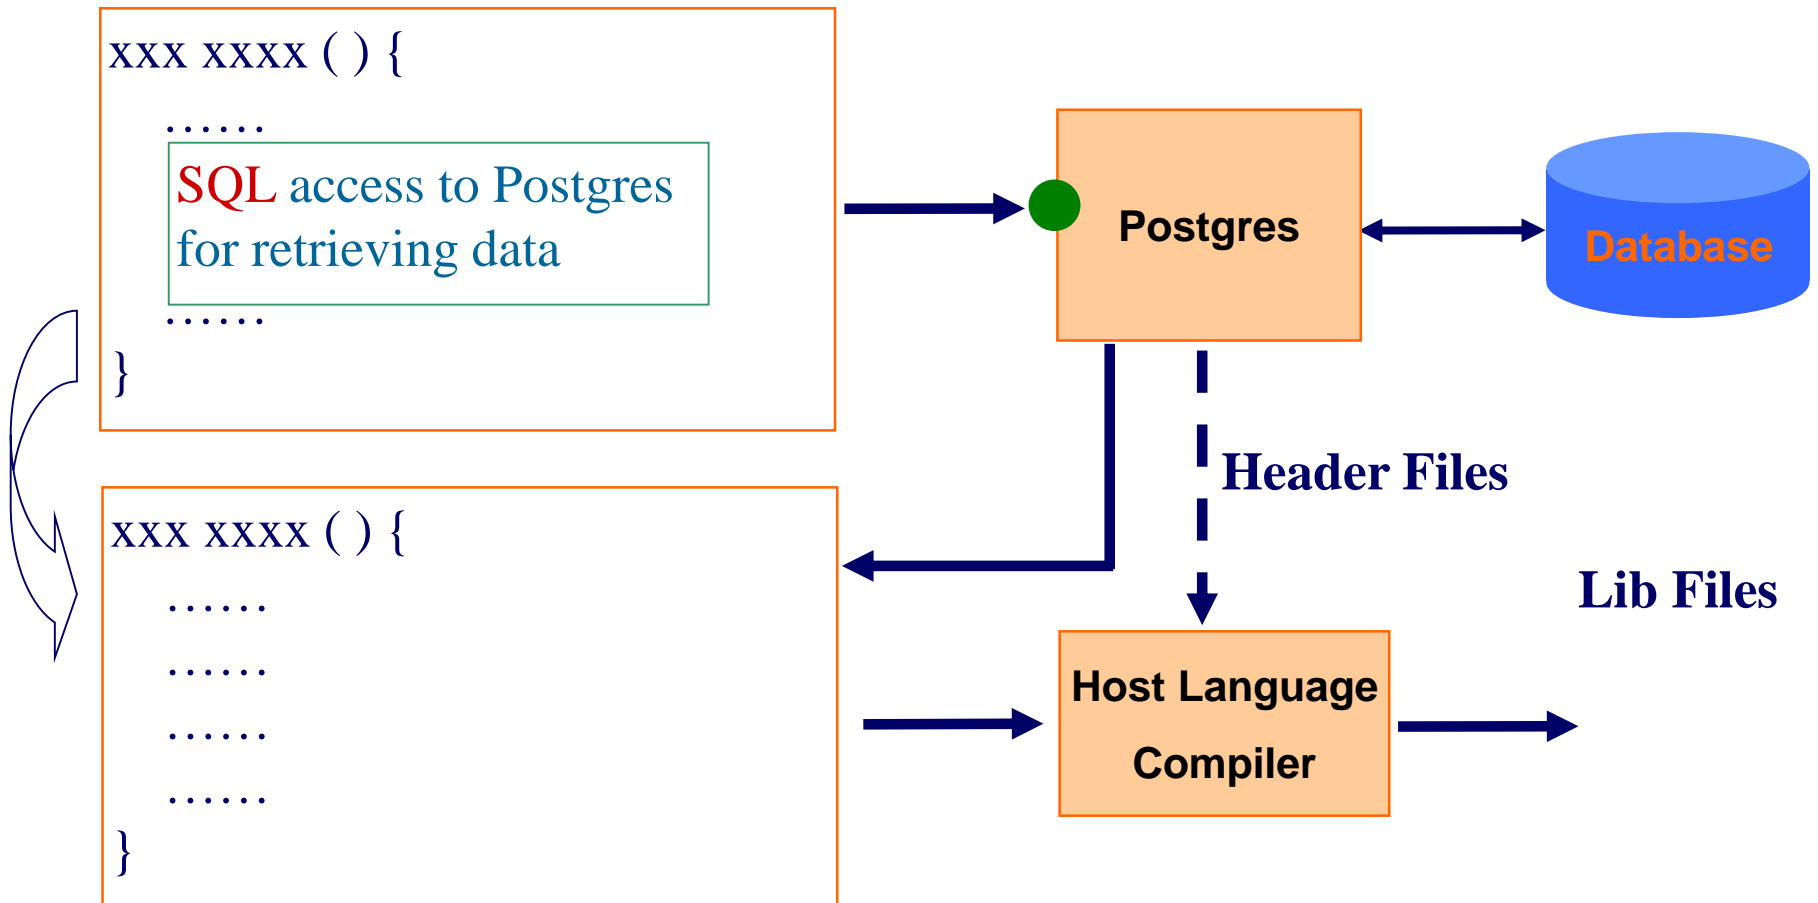 xxx xxxx ( ) {
......
SQL access to Postgres
for retrieving data
......
}
Postgres
Database
Header Files
Lib Files
xxx xxxx ( ) {
......
......
......
......
}
Host Language
Compiler